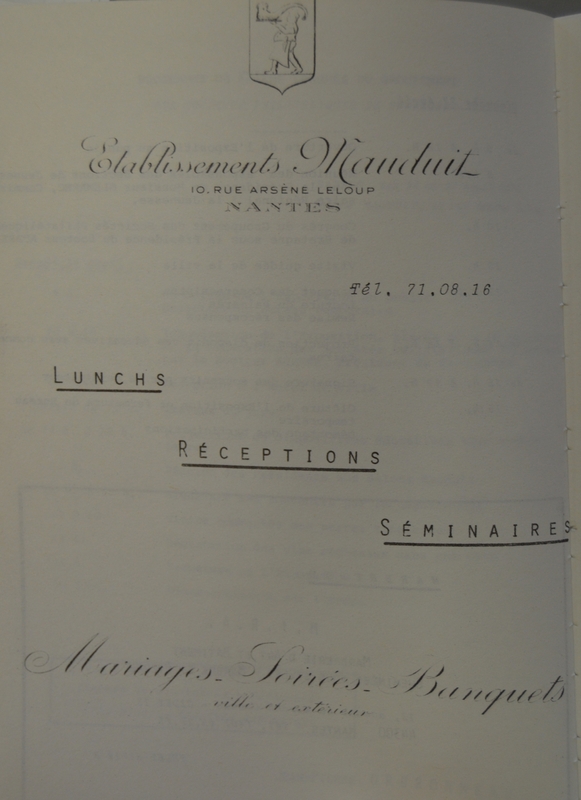 Etablissements Mauduit
10. RUE ARSÈNE LELOUP
NANTES
Tél. 71.08.16
LUNCHS
RÉCEPTIONS
SÉMINAIRES
Mariages - Soirées - Banquets
ville et extérieur